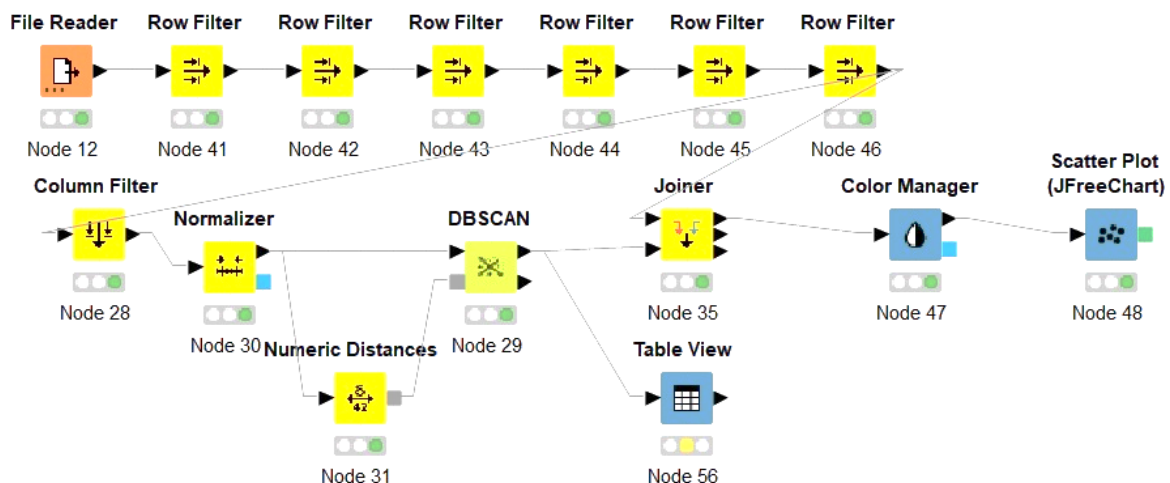 File Reader
Row Filter
Row Filter
Row Filter
Row Filter
Row Filter
Row Filter
Node 12
Node 41
Node 42
Node 43
Node 44
Node 45
Node 46
Column Filter
Normalizer
DBSCAN
Joiner
Color Manager
Scatter Plot
(JFreeChart)
Node 28
Node 30
Node 29
Node 35
Node 47
Node 48
Numeric Distances
Table View
δ
42
Node 31
Node 56